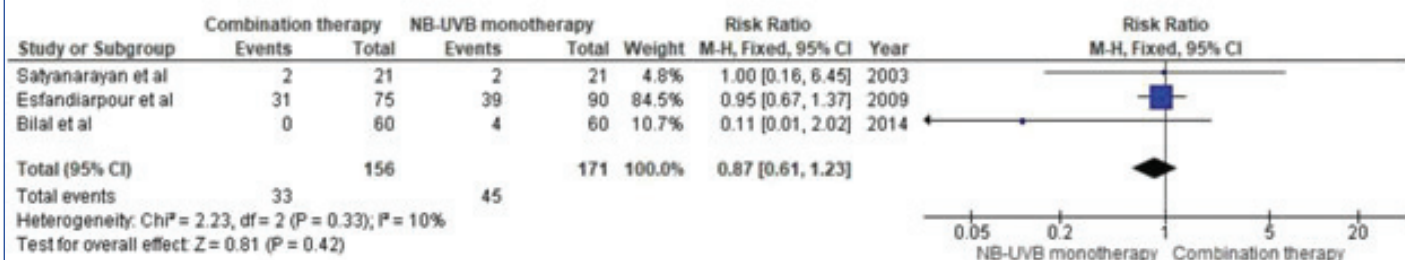 Combination therapy NB-UVB monotherapy Risk Ratio Risk Ratio
Study or Subgroup Events Total Events Total Weight M-H, Fixed, 95% CI Year M-H, Fixed, 95% CI
Satyanarayan et al 2 21 2 21 4.8% 1.00 [0.16, 6.45] 2003
Esfandiarpour et al 31 75 39 90 84.5% 0.95 [0.67, 1.37] 2009
Bilal et al 0 60 4 60 10.7% 0.11 [0.01, 2.02] 2014
Total (95% CI) 156 171 100.0% 0.87 [0.61, 1.23]
Total events 33 45
Heterogeneity: Chi² = 2.23, df = 2 (P = 0.33); I² = 10%
Test for overall effect: Z = 0.81 (P = 0.42)
0.05 0.2 1 5 20
NB-UVB monotherapy Combination therapy